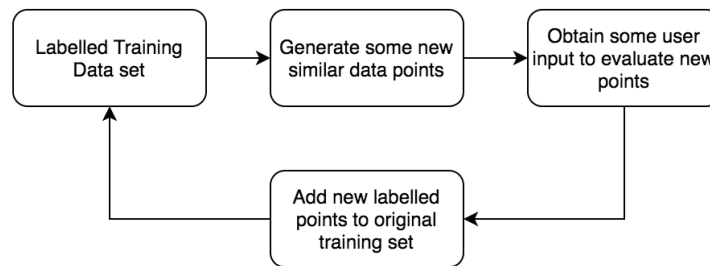 Labelled Training
Data set
Generate some new
similar data points
Obtain some user
input to evaluate new
points
Add new labelled
points to original
training set